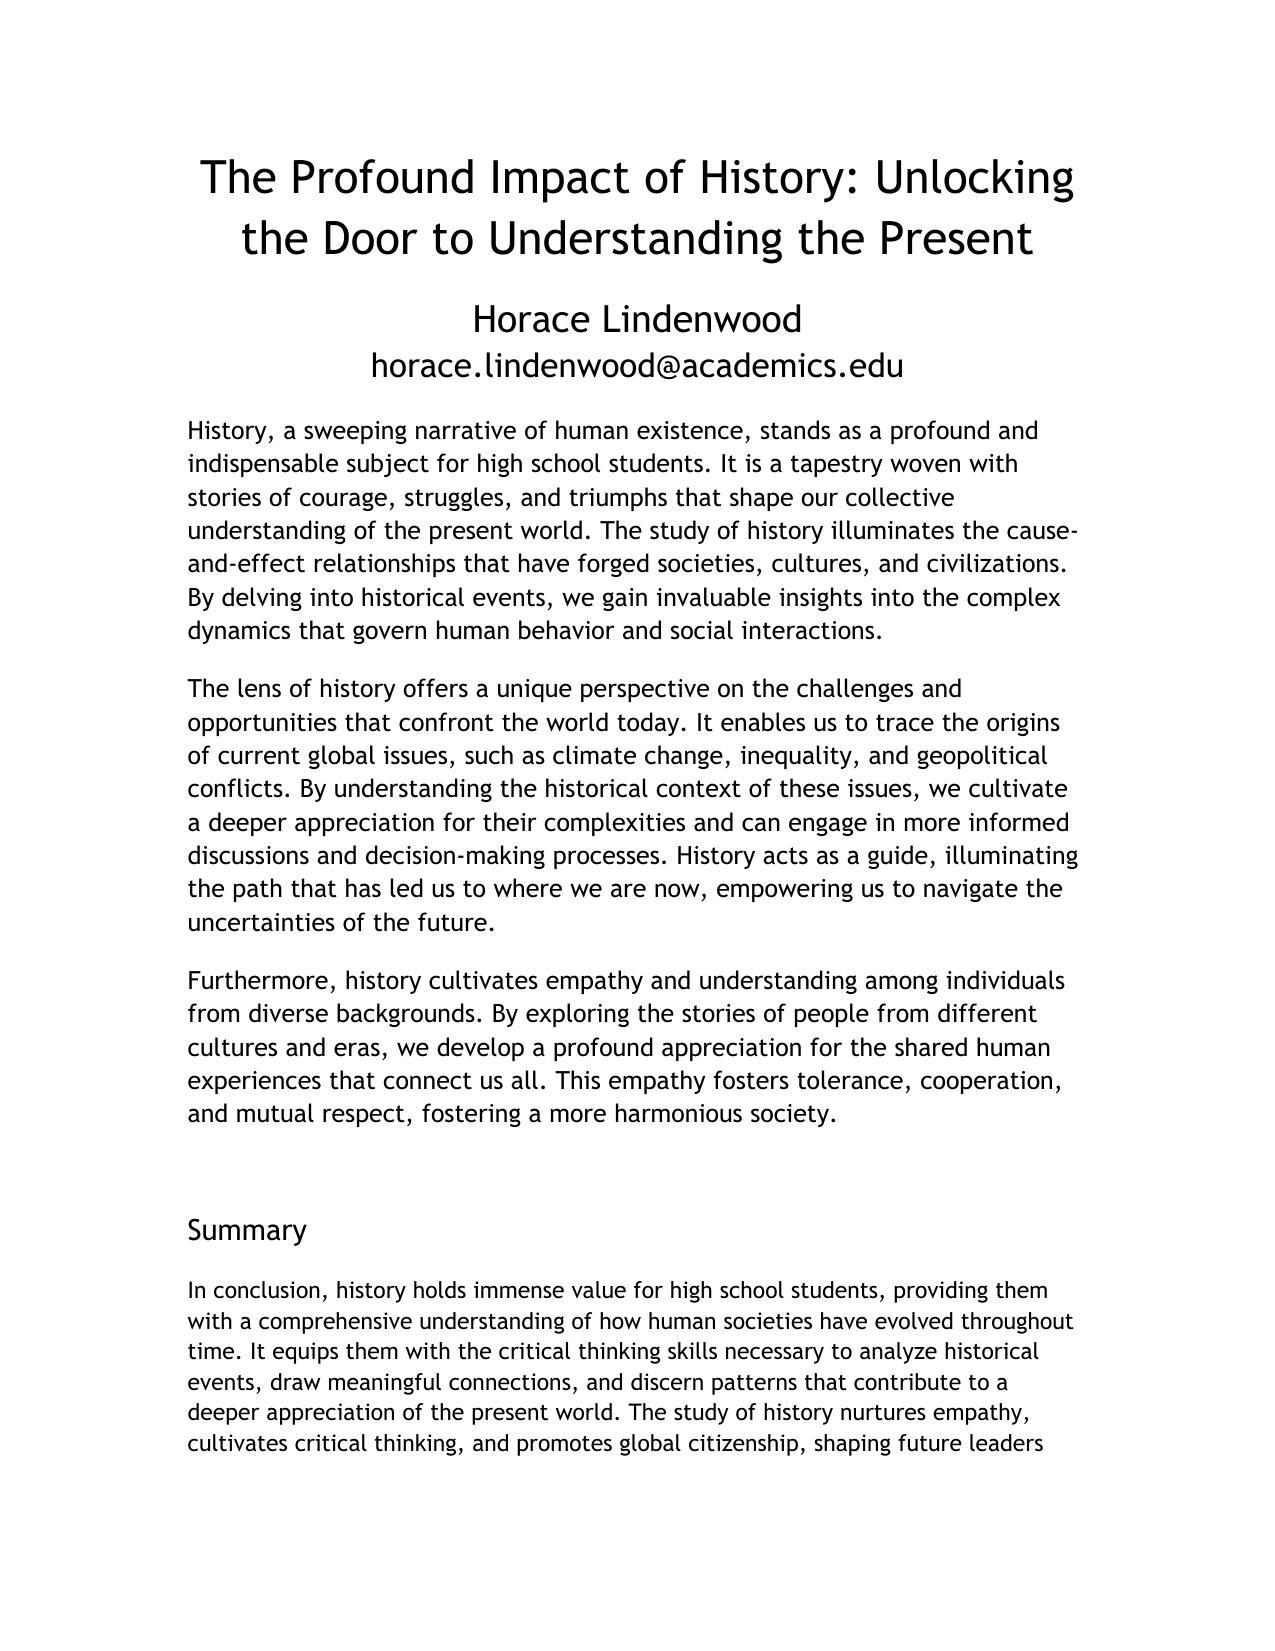 The Profound Impact of History: Unlocking
the Door to Understanding the Present
Horace Lindenwood
horace.lindenwood@academics.edu
History, a sweeping narrative of human existence, stands as a profound and
indispensable subject for high school students. It is a tapestry woven with
stories of courage, struggles, and triumphs that shape our collective
understanding of the present world. The study of history illuminates the cause-
and-effect relationships that have forged societies, cultures, and civilizations.
By delving into historical events, we gain invaluable insights into the complex
dynamics that govern human behavior and social interactions.
The lens of history offers a unique perspective on the challenges and
opportunities that confront the world today. It enables us to trace the origins
of current global issues, such as climate change, inequality, and geopolitical
conflicts. By understanding the historical context of these issues, we cultivate
a deeper appreciation for their complexities and can engage in more informed
discussions and decision-making processes. History acts as a guide, illuminating
the path that has led us to where we are now, empowering us to navigate the
uncertainties of the future.
Furthermore, history cultivates empathy and understanding among individuals
from diverse backgrounds. By exploring the stories of people from different
cultures and eras, we develop a profound appreciation for the shared human
experiences that connect us all. This empathy fosters tolerance, cooperation,
and mutual respect, fostering a more harmonious society.
Summary
In conclusion, history holds immense value for high school students, providing them
with a comprehensive understanding of how human societies have evolved throughout
time. It equips them with the critical thinking skills necessary to analyze historical
events, draw meaningful connections, and discern patterns that contribute to a
deeper appreciation of the present world. The study of history nurtures empathy,
cultivates critical thinking, and promotes global citizenship, shaping future leaders